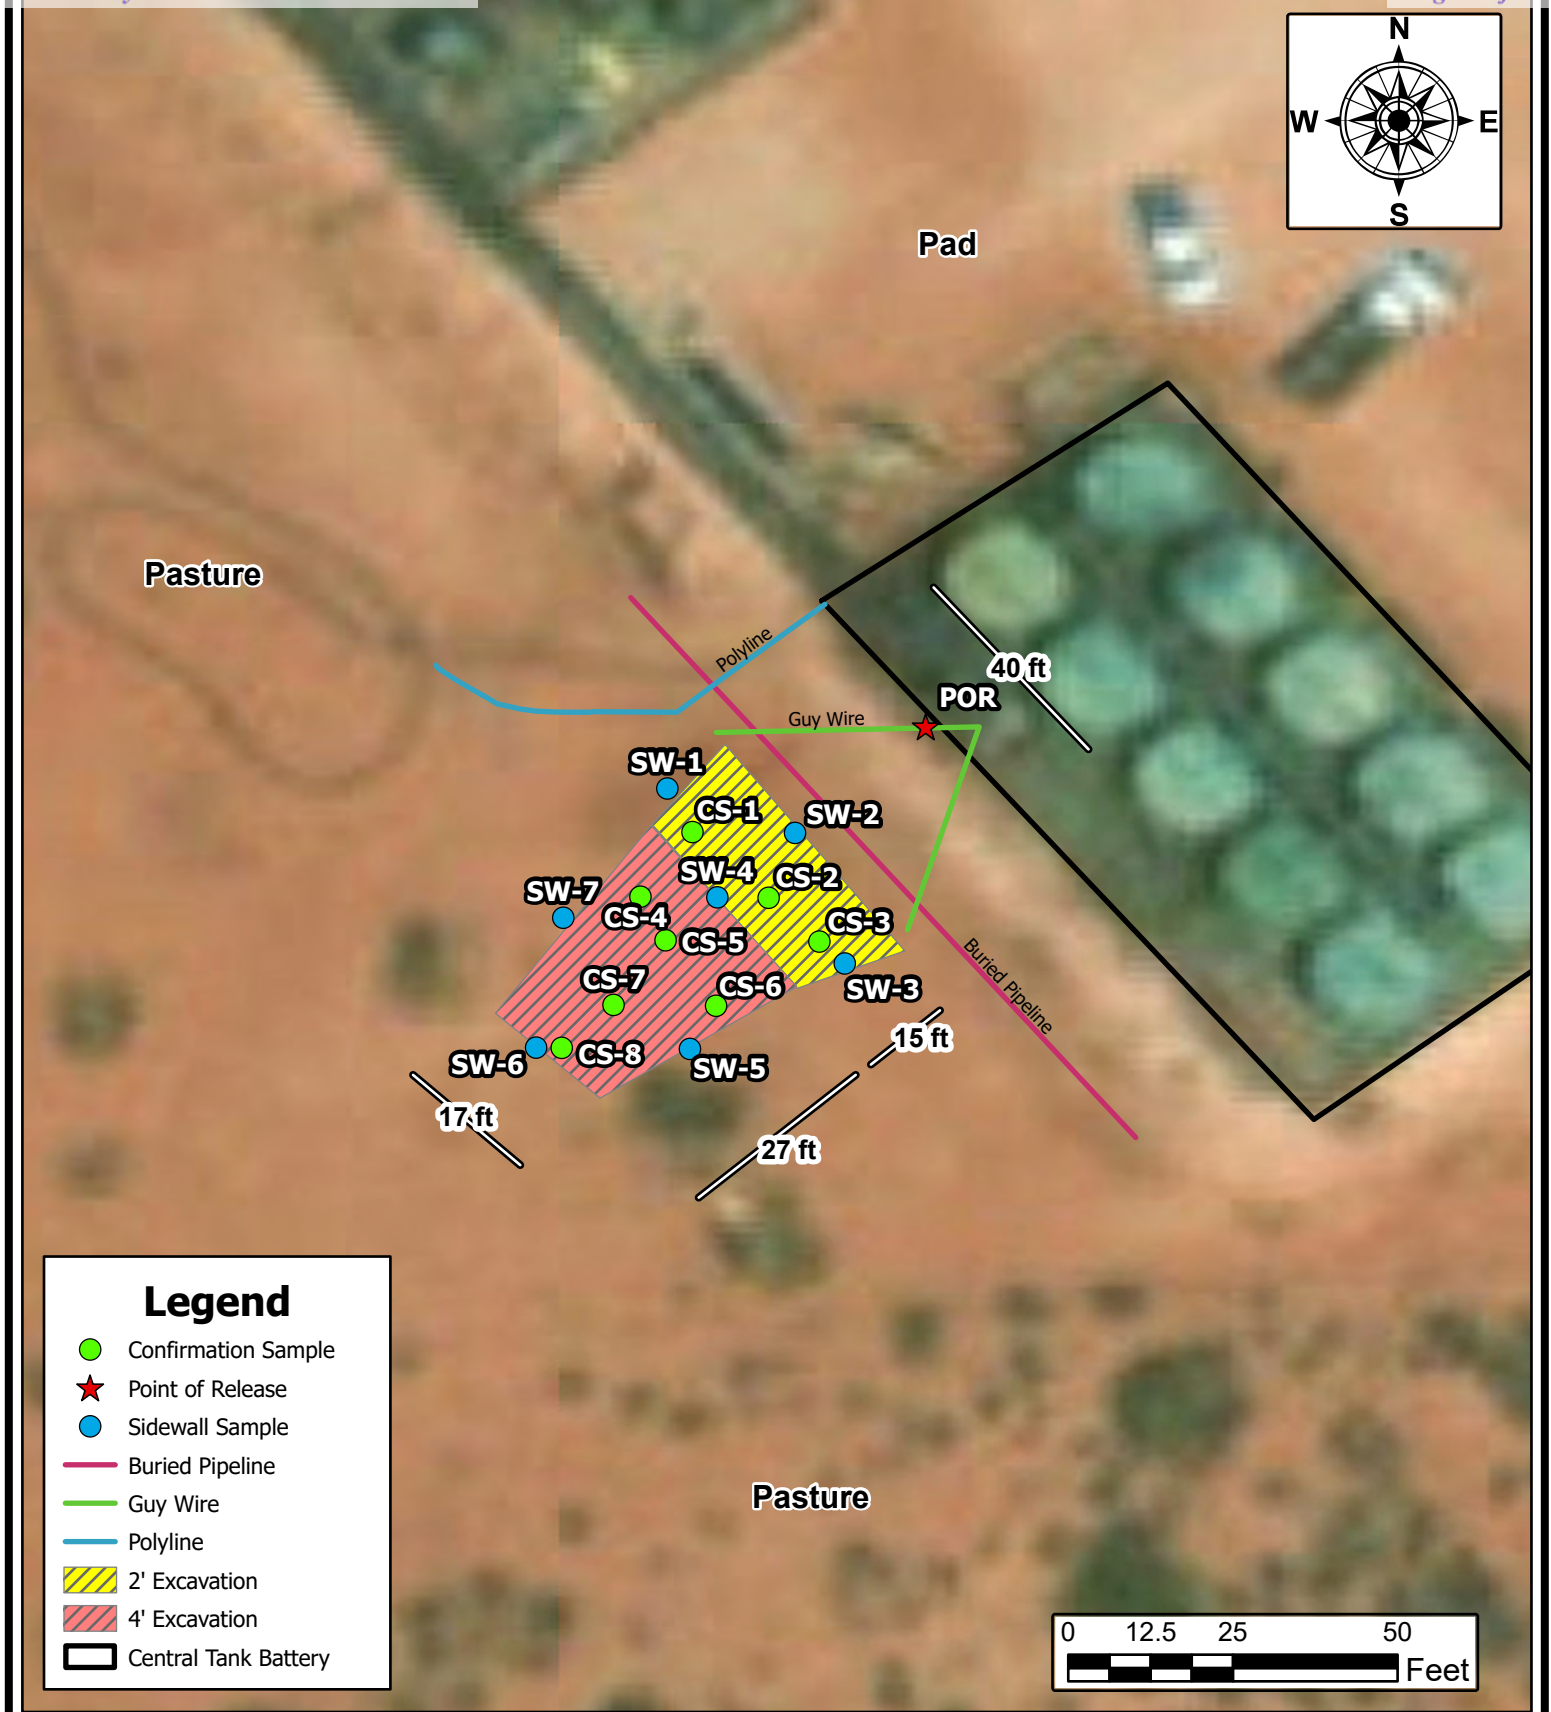 N
W
E
S
Pad
Pasture
Polyline
40 ft
POR
Guy Wire
SW-1
CS-1
SW-2
SW-4
CS-2
SW-7
CS-4
CS-3
CS-5
CS-7
CS-6
SW-3
Buried Pipeline
15 ft
SW-6
CS-8
SW-5
17 ft
27 ft
Pasture
Legend
Confirmation Sample
Point of Release
Sidewall Sample
Buried Pipeline
Guy Wire
Polyline
2' Excavation
4' Excavation
Central Tank Battery
0 12.5 25 50
Feet